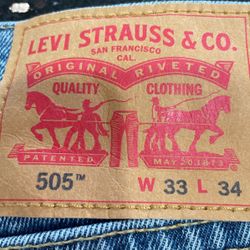 LEVI STRAUSS & CO.
SAN FRANCISCO
CAL.
ORIGINAL RIVETED
QUALITY CLOTHING
PATENTED MAY 20 1873
505™ W 33 L 34